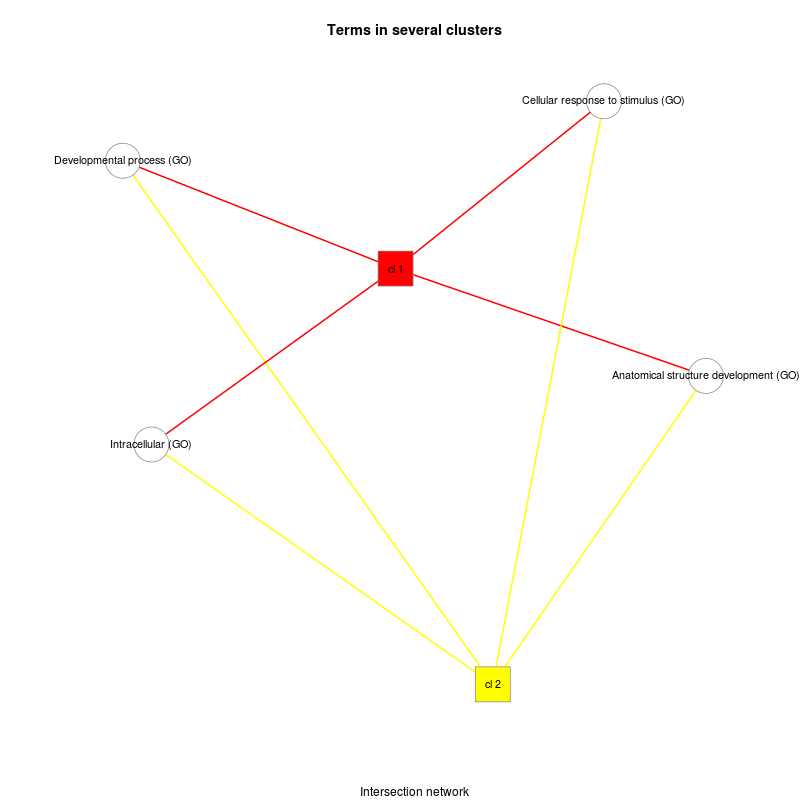 Terms in several clusters
Cellular response to stimulus (GO)
Developmental process (GO)
cl 1
Anatomical structure development (GO)
Intracellular (GO)
cl 2
Intersection network